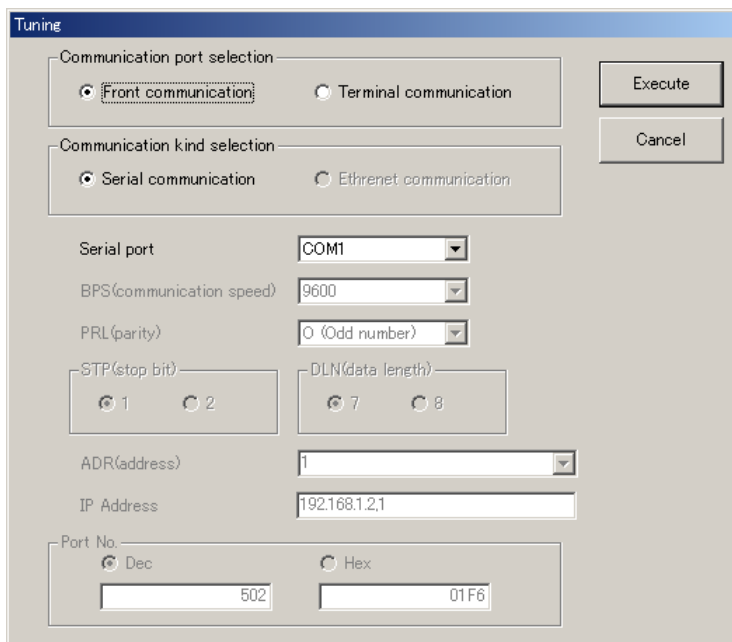 Tuning
Communication port selection
Front communication Terminal communication
Execute
Communication kind selection
Cancel
Serial communication Ethrenet communication
Serial port COM1
BPS(communication speed) 9600
PRL(parity) O (Odd number)
STP(stop bit) DLN(data length)
1 2 7 8
ADR(address) 1
IP Address 192.168.1.2,1
Port No.
Dec Hex
502 01F6